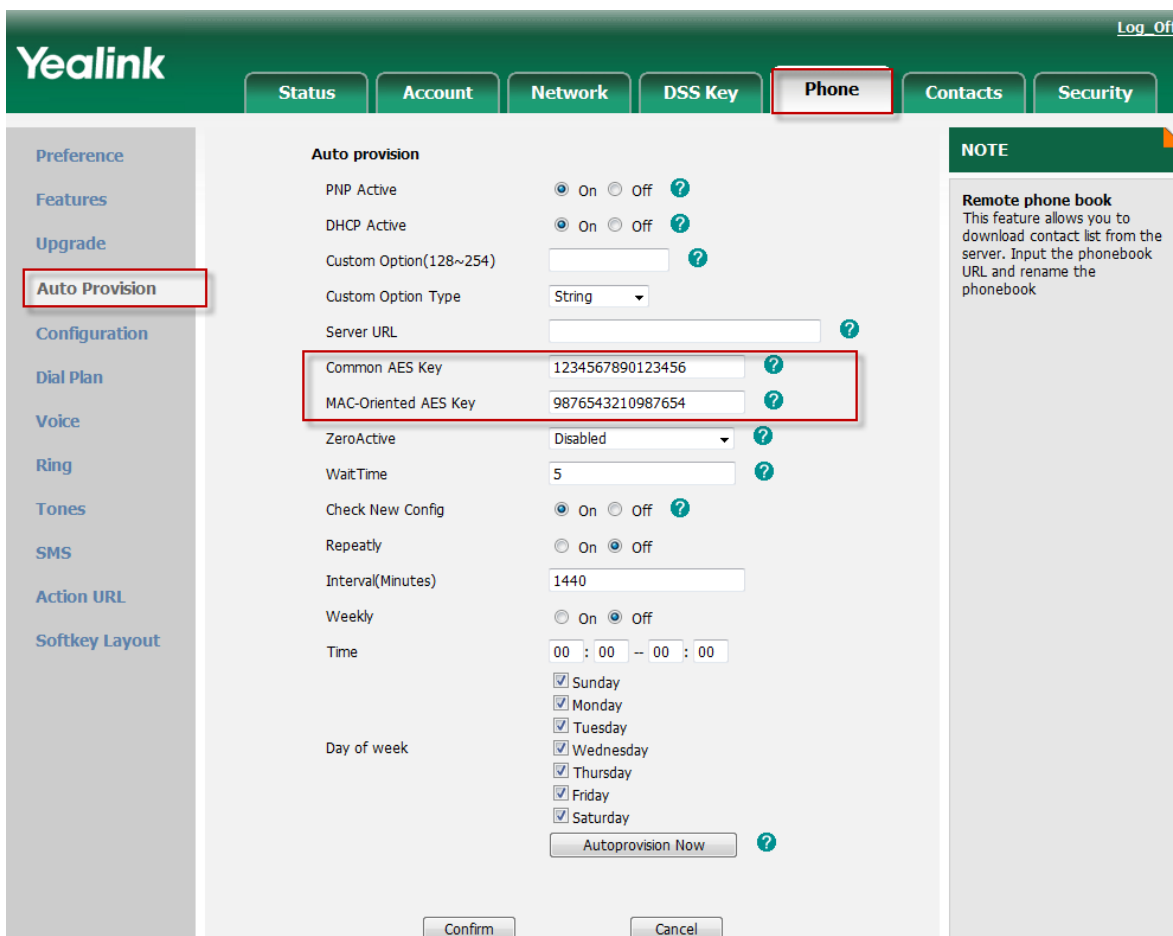 Log_Off
Yealink
Status Account Network DSS Key Phone Contacts Security
Preference
Features
Upgrade
Auto Provision
Configuration
Dial Plan
Voice
Ring
Tones
SMS
Action URL
Softkey Layout
Auto provision
PNP Active On Off ?
DHCP Active On Off ?
Custom Option(128~254) ?
Custom Option Type String
Server URL ?
Common AES Key 1234567890123456 ?
MAC-Oriented AES Key 9876543210987654 ?
ZeroActive Disabled ?
WaitTime 5 ?
Check New Config On Off ?
Repeatly On Off
Interval(Minutes) 1440
Weekly On Off
Time 00 : 00 -- 00 : 00
Sunday
Monday
Tuesday
Day of week Wednesday
Thursday
Friday
Saturday
Autoprovision Now ?
Confirm Cancel
NOTE
Remote phone book
This feature allows you to
download contact list from the
server. Input the phonebook
URL and rename the
phonebook